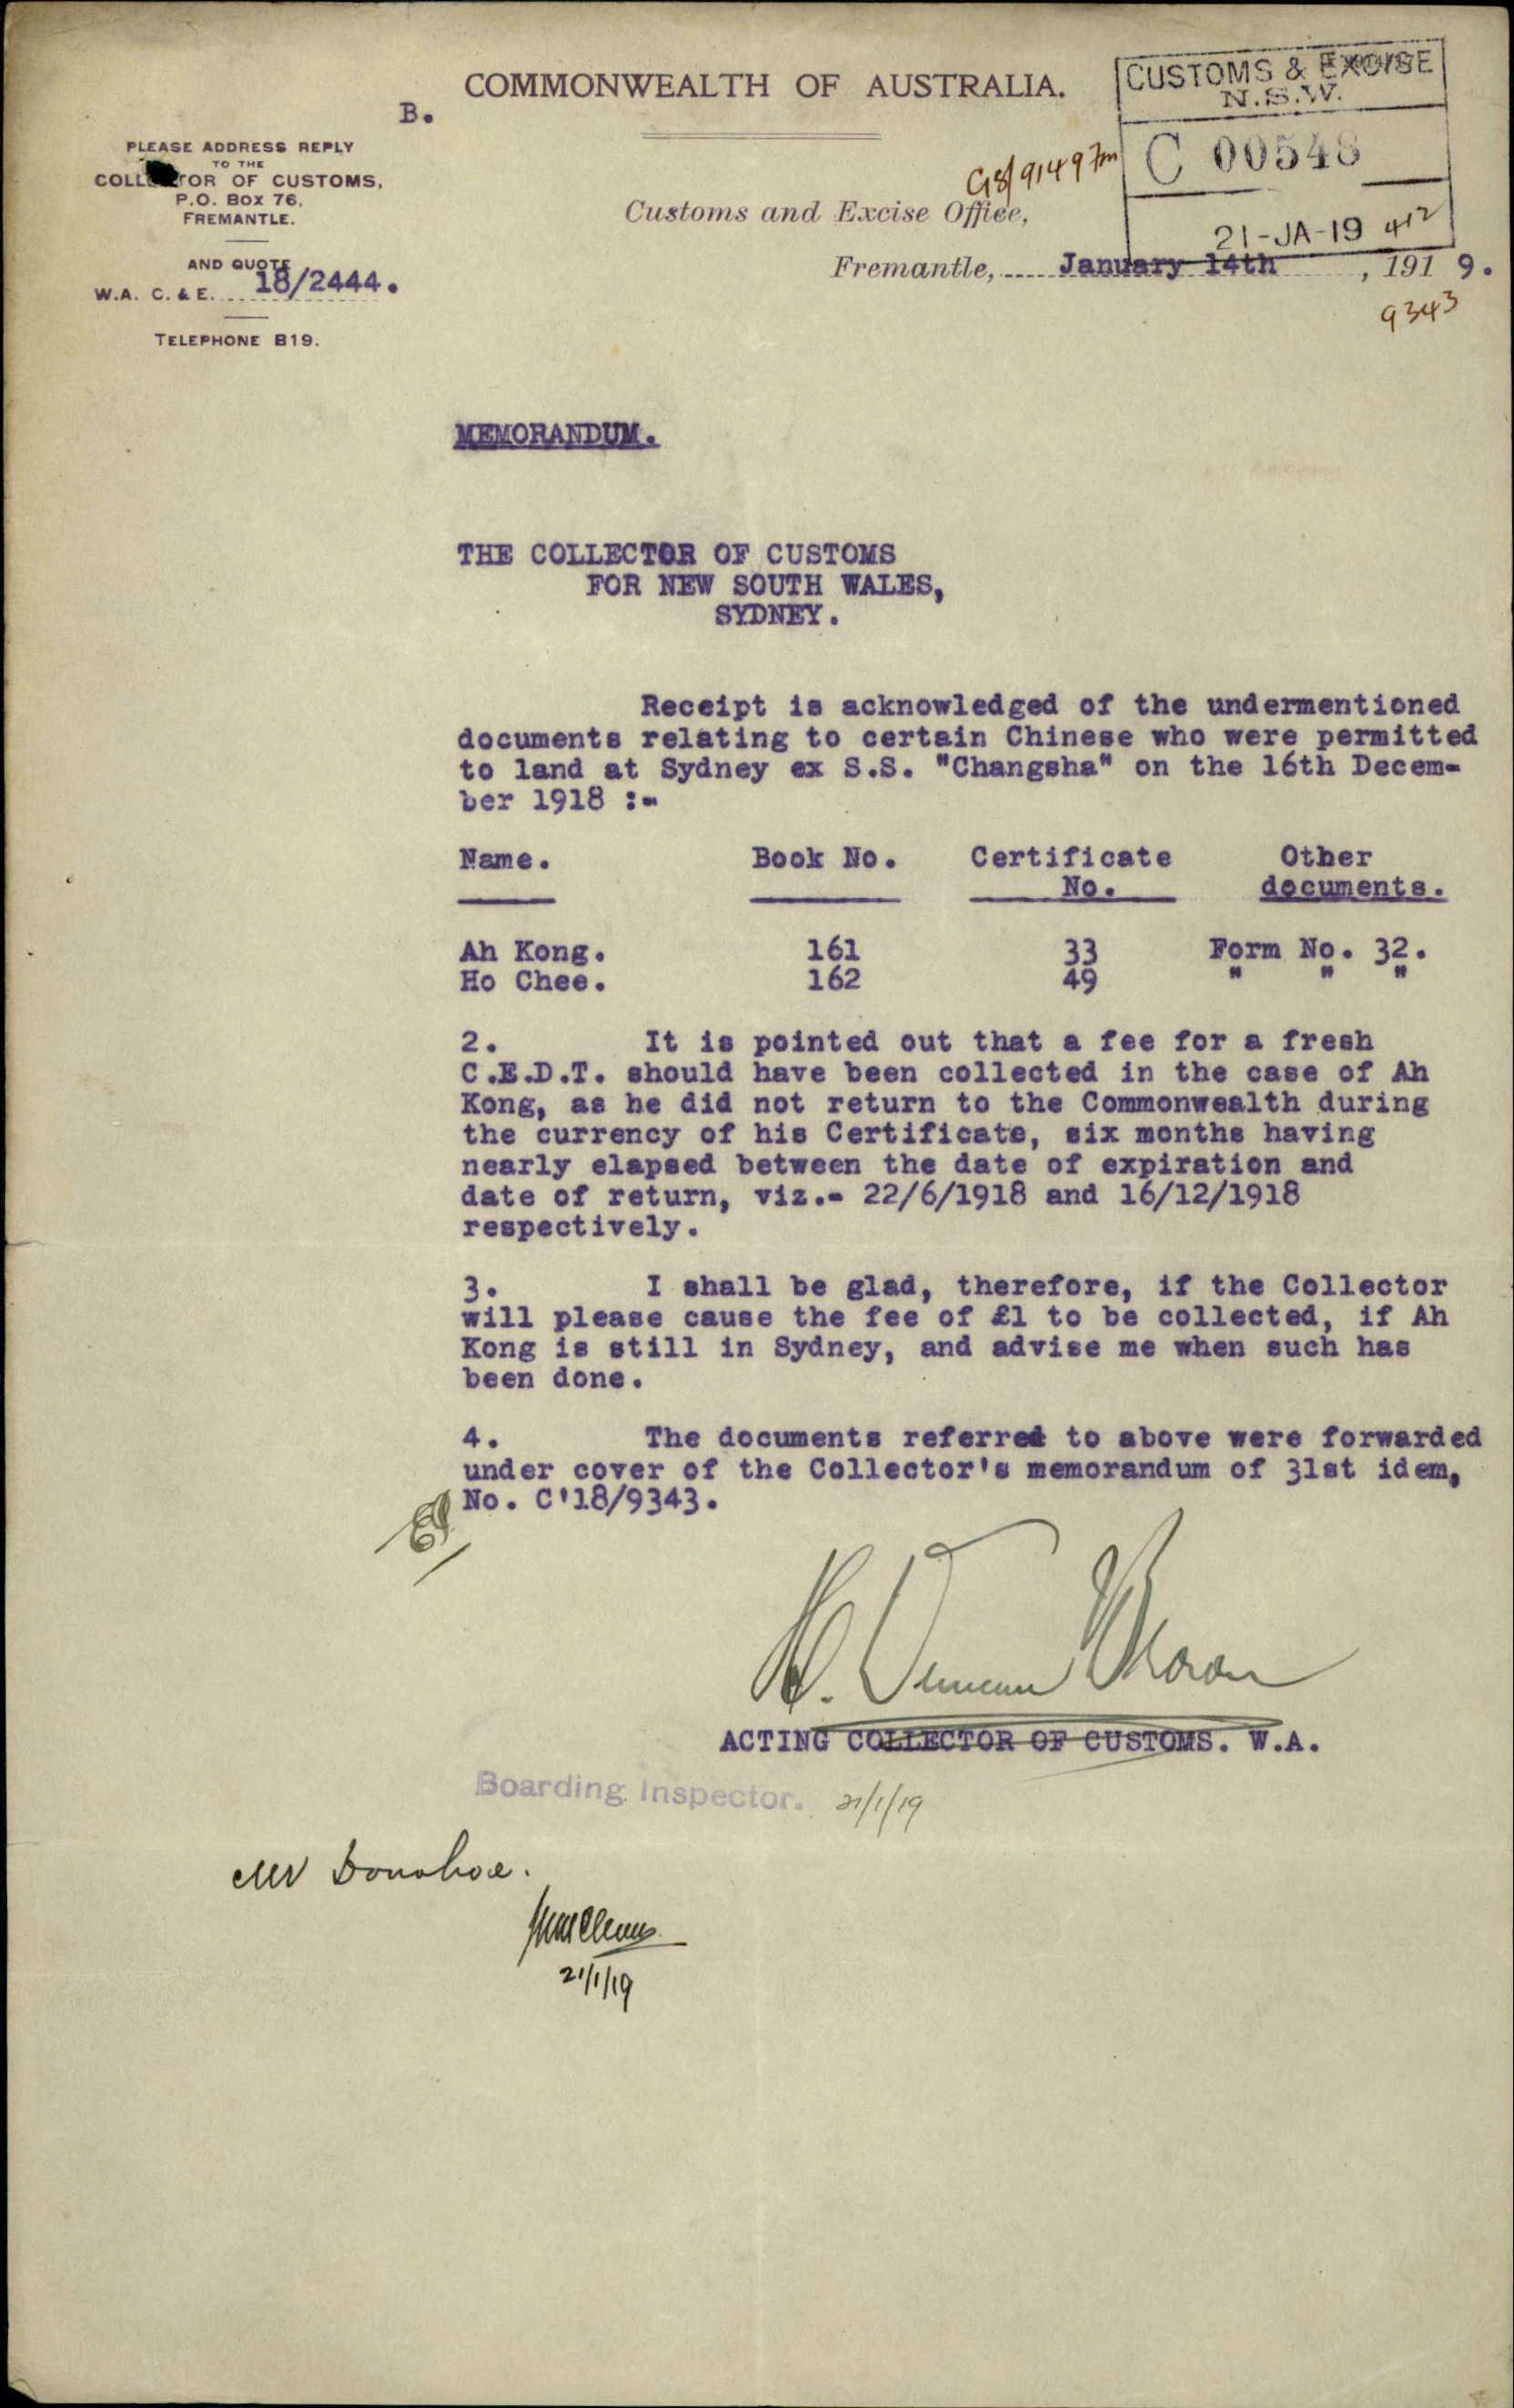 COMMONWEALTH OF AUSTRALIA.
B.
CUSTOMS & EXCISE
N.S.W.
C 00548
21-JA-19 412
PLEASE ADDRESS REPLY
TO THE
COLLECTOR OF CUSTOMS,
P.O. BOX 76,
FREMANTLE.
AND QUOTE
W.A. C. & E. 18/2444.
TELEPHONE B19.
Customs and Excise Office,
Fremantle, January 14th, 1919.
9343
MEMORANDUM.
THE COLLECTOR OF CUSTOMS
FOR NEW SOUTH WALES,
SYDNEY.
Receipt is acknowledged of the undermentioned
documents relating to certain Chinese who were permitted
to land at Sydney ex S.S. "Changsha" on the 16th Decem-
ber 1918 :-
Name. Book No. Certificate Other
No. documents.
Ah Kong. 161 33 Form No. 32.
Ho Chee. 162 49 " " "
2. It is pointed out that a fee for a fresh
C.E.D.T. should have been collected in the case of Ah
Kong, as he did not return to the Commonwealth during
the currency of his Certificate, six months having
nearly elapsed between the date of expiration and
date of return, viz.- 22/6/1918 and 16/12/1918
respectively.
3. I shall be glad, therefore, if the Collector
will please cause the fee of £1 to be collected, if Ah
Kong is still in Sydney, and advise me when such has
been done.
4. The documents referred to above were forwarded
under cover of the Collector's memorandum of 31st idem,
No. C'18/9343.
ACTING COLLECTOR OF CUSTOMS. W.A.
Boarding Inspector. 21/1/19
Mr Donohoe.
21/1/19